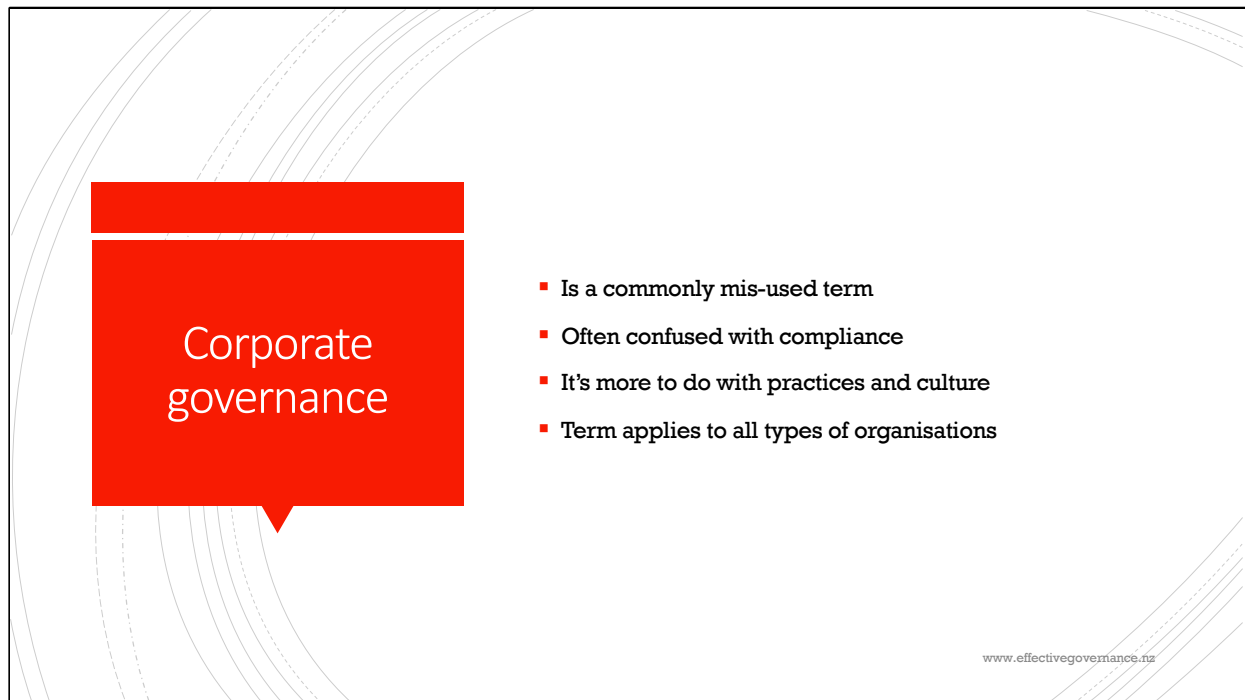 Corporate
governance
▪ Is a commonly mis-used term
▪ Often confused with compliance
▪ It’s more to do with practices and culture
▪ Term applies to all types of organisations
www.effectivegovernance.nz